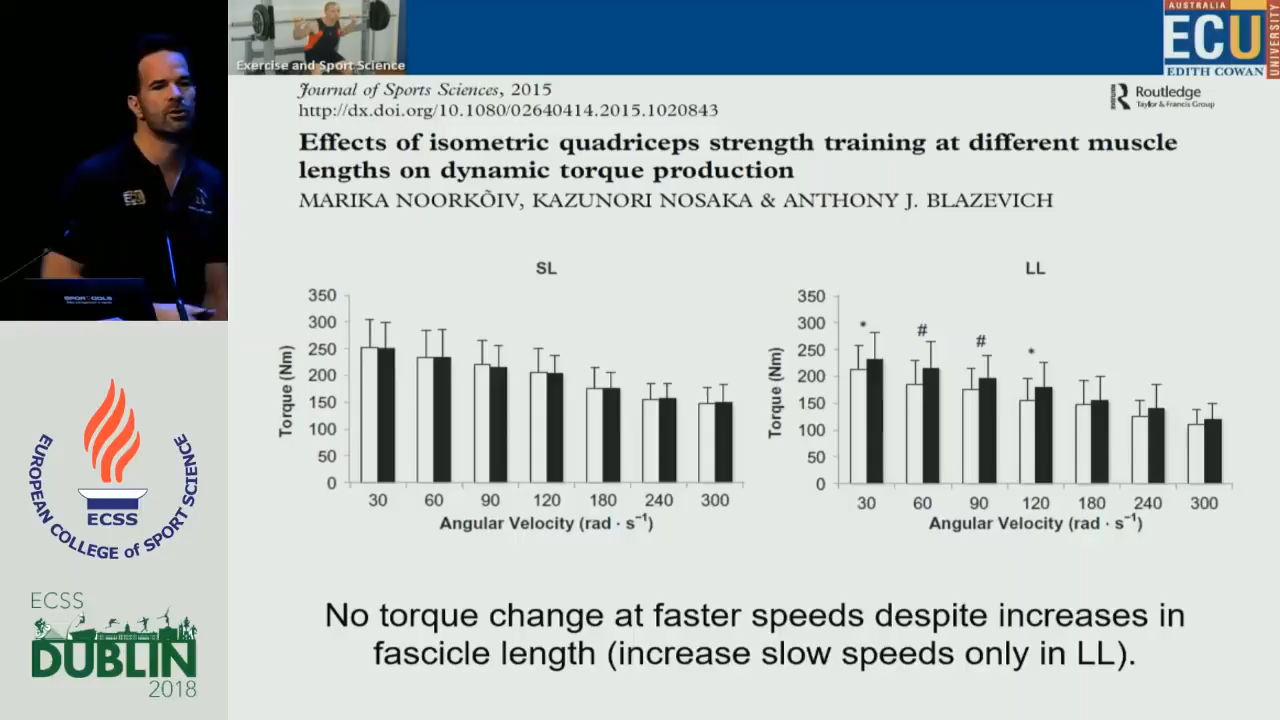 Exercise and Sport Science
AUSTRALIA
ECU
EDITH COWAN
UNIVERSITY
Journal of Sports Sciences, 2015
http://dx.doi.org/10.1080/02640414.2015.1020843
Routledge
Taylor & Francis Group
Effects of isometric quadriceps strength training at different muscle
lengths on dynamic torque production
MARIKA NOORKÕIV, KAZUNORI NOSAKA & ANTHONY J. BLAZEVICH
SL
350
300
250
200
150
100
50
0
Torque (Nm)
30 60 90 120 180 240 300
Angular Velocity (rad · s⁻¹)
LL
350
300
250
200
150
100
50
0
Torque (Nm)
* # # *
30 60 90 120 180 240 300
Angular Velocity (rad · s⁻¹)
No torque change at faster speeds despite increases in
fascicle length (increase slow speeds only in LL).
EUROPEAN COLLEGE of SPORT SCIENCE
ECSS
ECSS
DUBLIN
2018